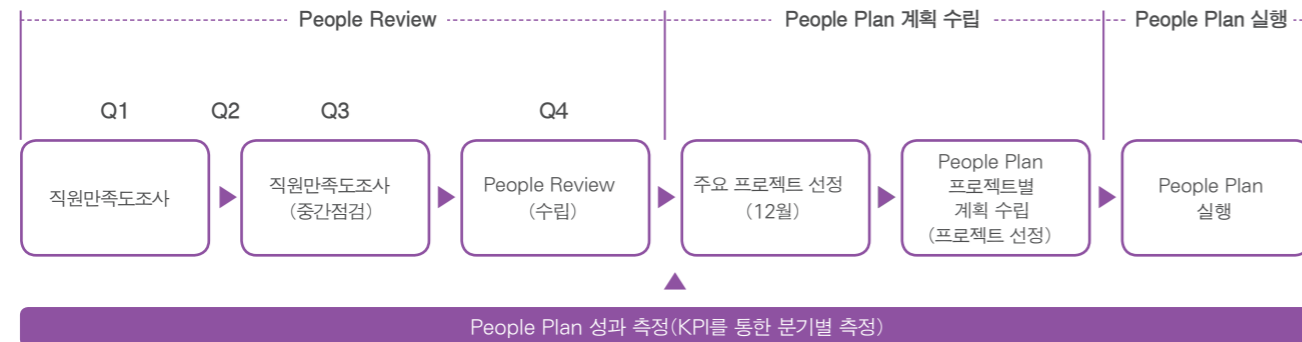 People Review
People Plan 계획 수립
People Plan 실행
Q1
Q2
Q3
Q4
직원만족도조사
직원만족도조사
(중간점검)
People Review
(수립)
주요 프로젝트 선정
(12월)
People Plan
프로젝트별
계획 수립
(프로젝트 선정)
People Plan
실행
People Plan 성과 측정(KPI를 통한 분기별 측정)